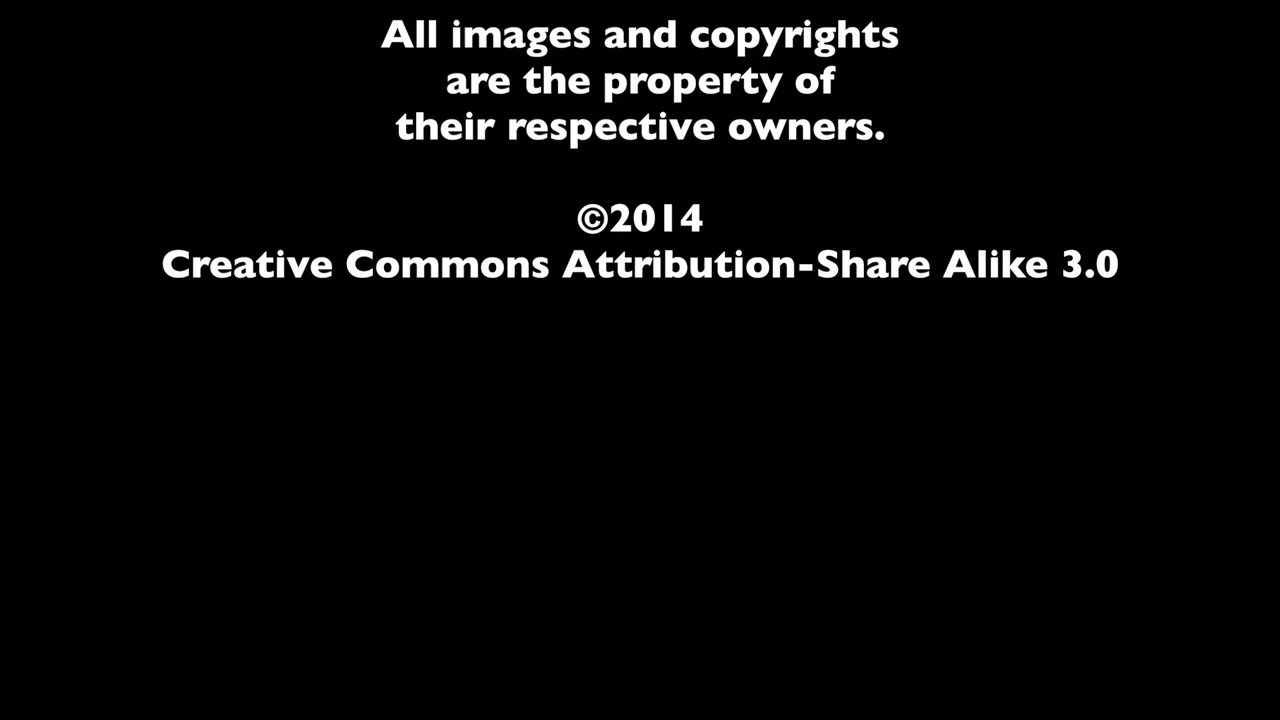 All images and copyrights
are the property of
their respective owners.
©2014
Creative Commons Attribution-Share Alike 3.0